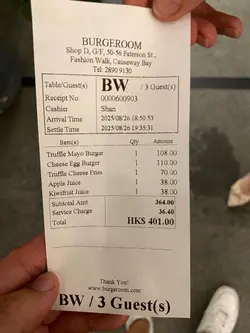 BURGEROOM
Shop D, G/F, 50-56 Paterson St.,
Fashion Walk, Causeway Bay
Tel: 2890 9130
Table/Guest(s) BW / 3 Guest(s)
Receipt No. 0000600903
Cashier Shan
Arrival Time 2025/08/26 18:50:53
Settle Time 2025/08/26 19:35:31
Item(s) Qty Amount
Truffle Mayo Burger 1 108.00
Cheese Egg Burger 1 110.00
Truffle Cheese Fries 1 70.00
Apple Juice 1 38.00
Kiwifruit Juice 1 38.00
Subtotal Amt 364.00
Service Charge 36.40
Total: HK$ 401.00
Thank You!
www.burgeroom.com
BW / 3 Guest(s)